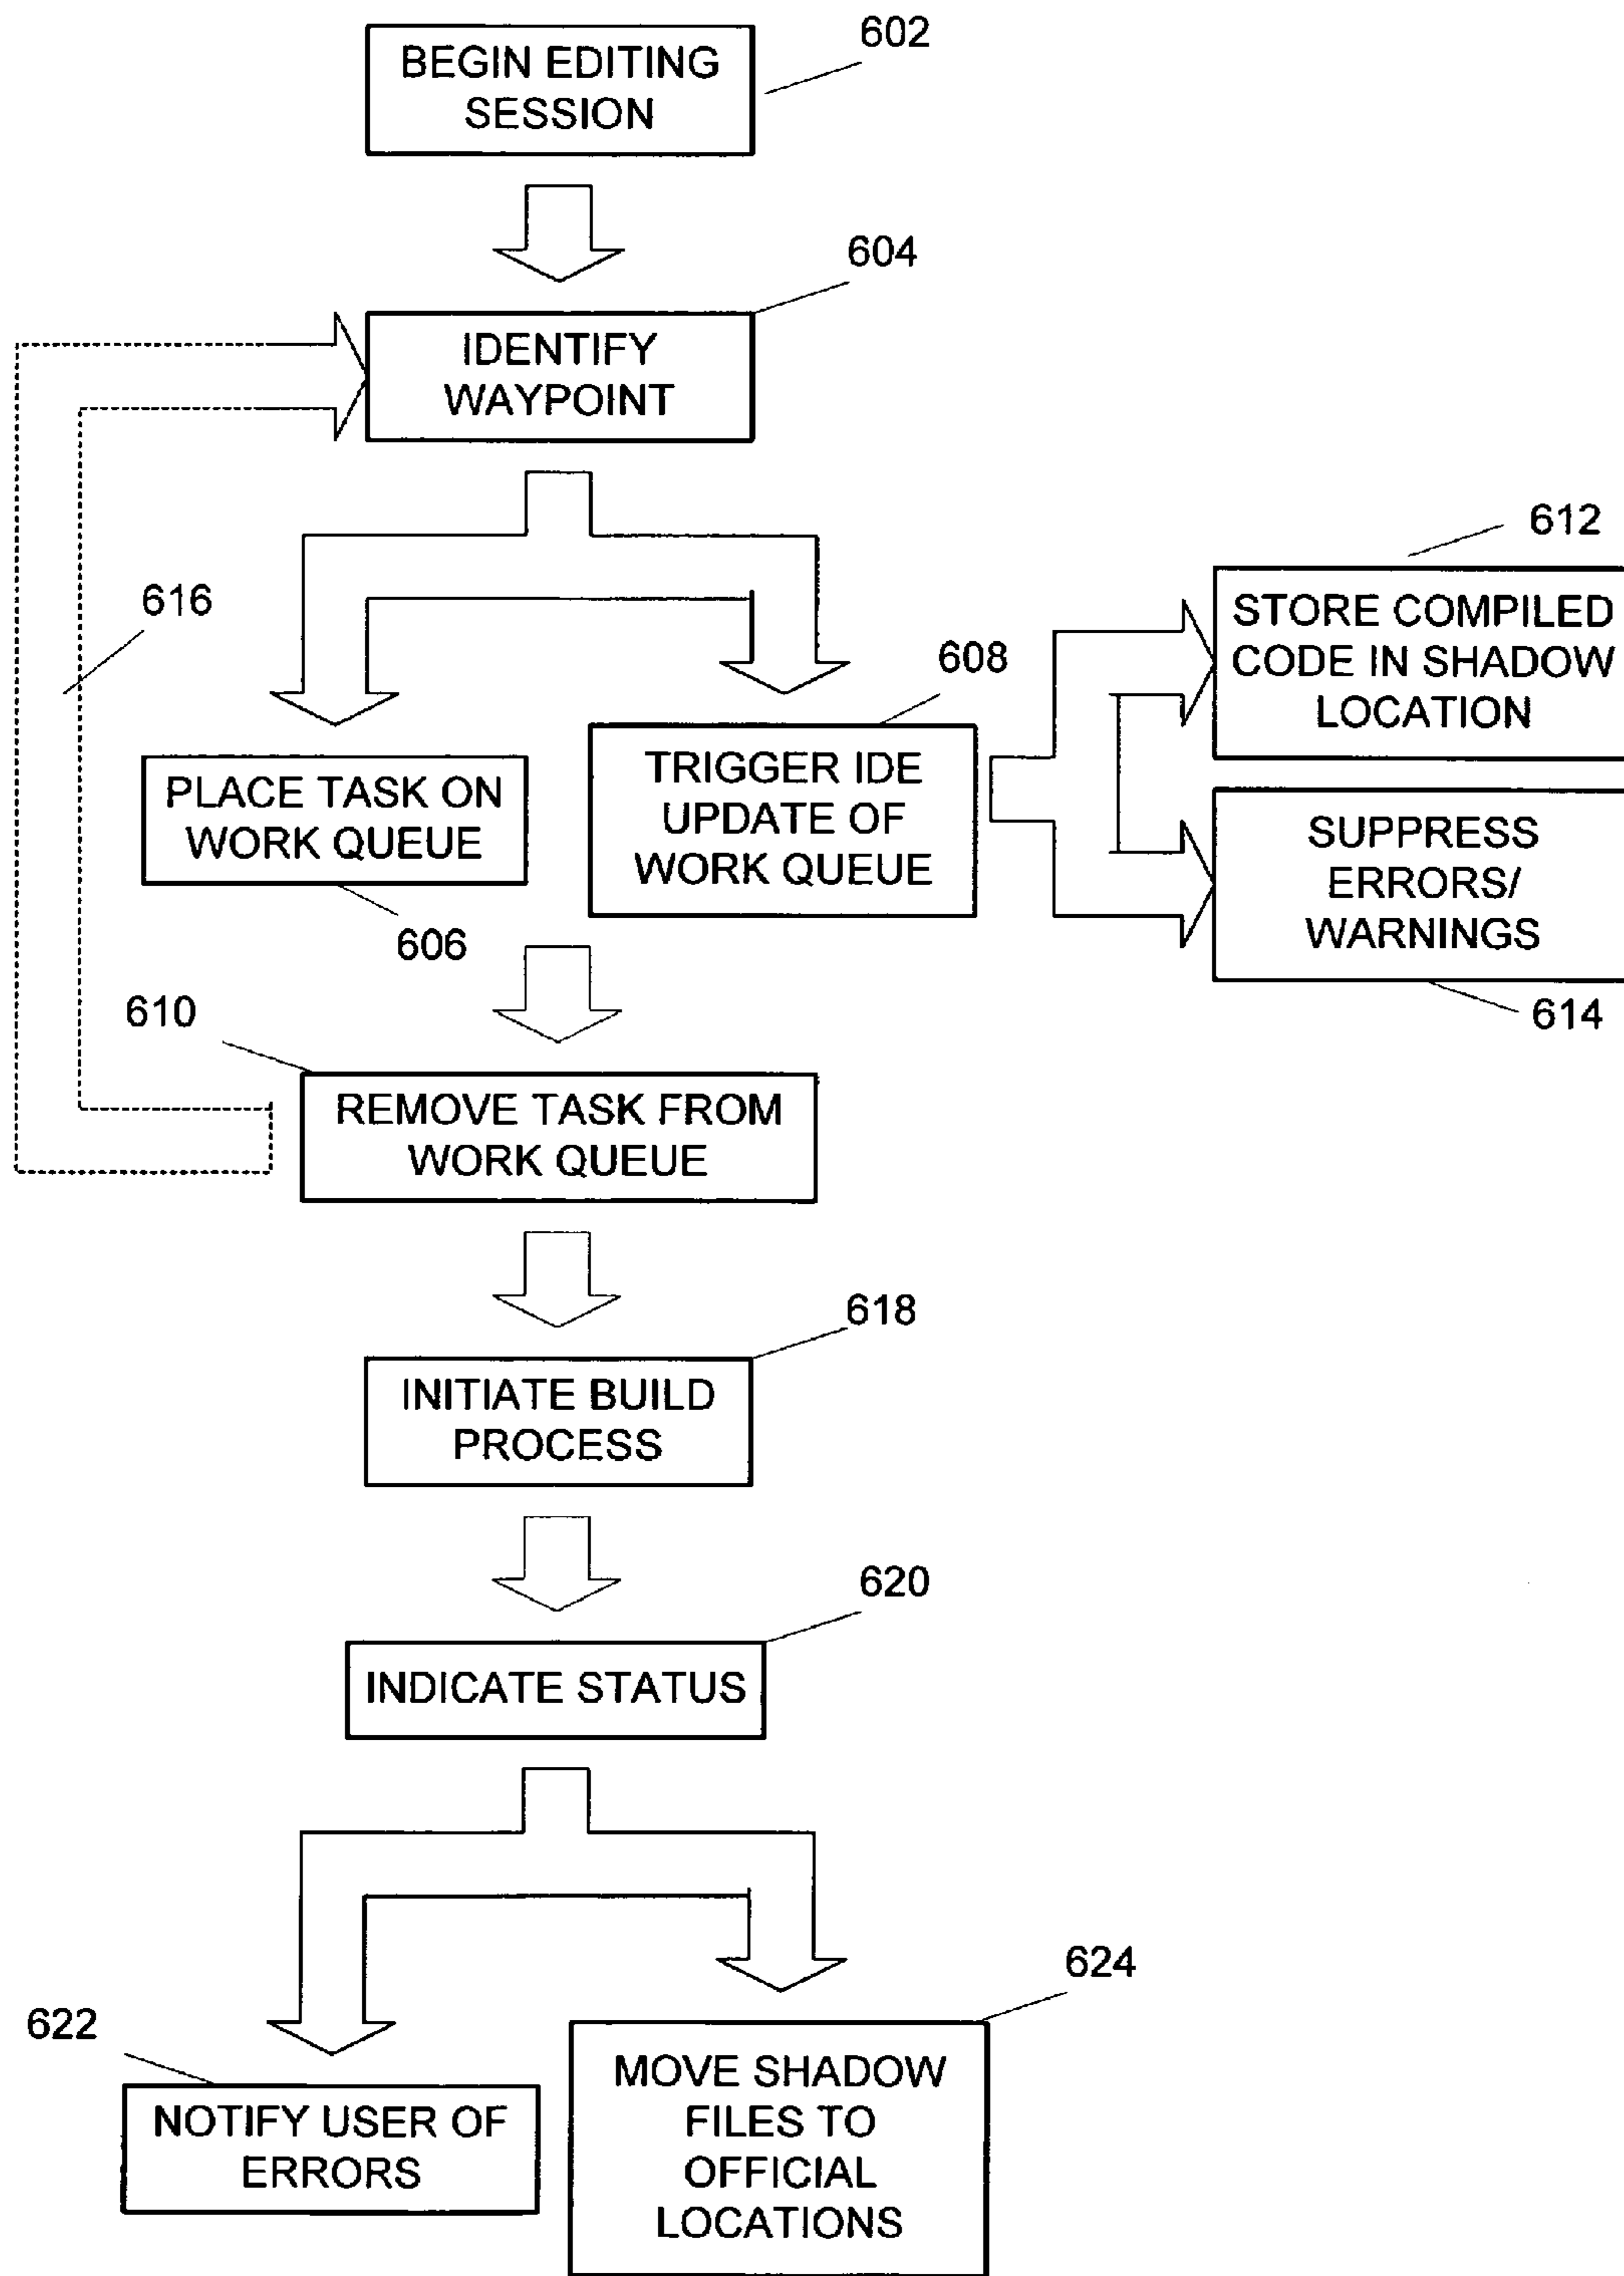 602
BEGIN EDITING
SESSION
604
IDENTIFY
WAYPOINT
612
STORE COMPILED
CODE IN SHADOW
LOCATION
616
608
PLACE TASK ON
WORK QUEUE
606
TRIGGER IDE
UPDATE OF
WORK QUEUE
SUPPRESS
ERRORS/
WARNINGS
614
610
REMOVE TASK FROM
WORK QUEUE
618
INITIATE BUILD
PROCESS
620
INDICATE STATUS
622
NOTIFY USER OF
ERRORS
624
MOVE SHADOW
FILES TO
OFFICIAL
LOCATIONS